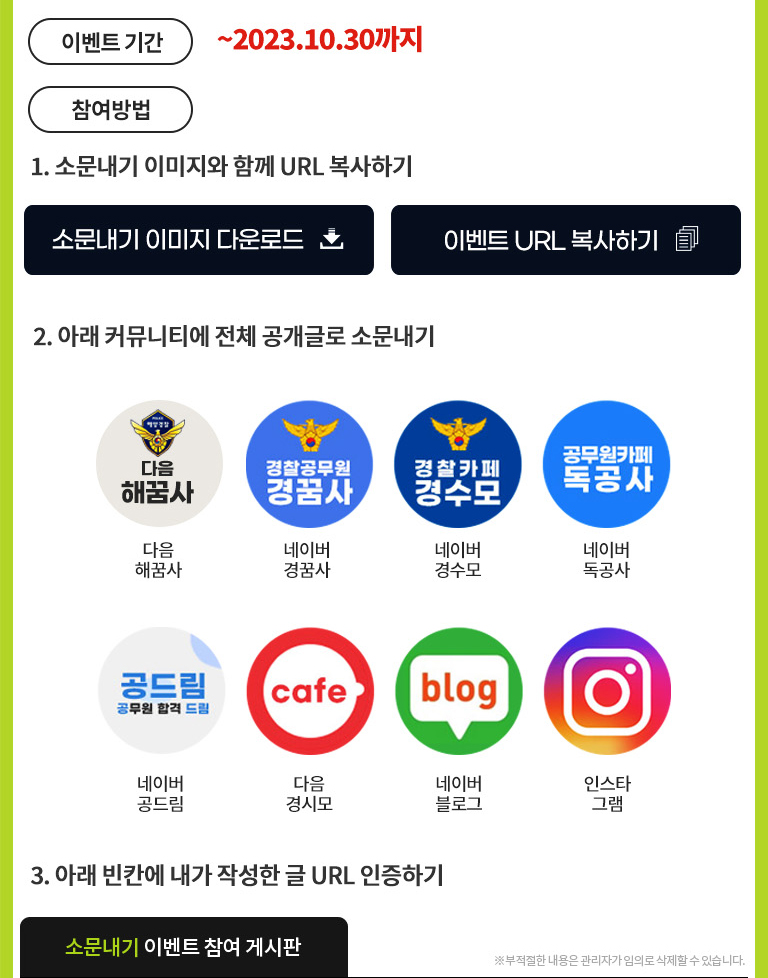 이벤트 기간
~2023.10.30까지
참여방법
1. 소문내기 이미지와 함께 URL 복사하기
소문내기 이미지 다운로드
이벤트 URL 복사하기
2. 아래 커뮤니티에 전체 공개글로 소문내기
POLICE
해양경찰
다음
해꿈사
경찰공무원
경꿈사
경찰카페
경수모
공무원카페
독공사
다음
해꿈사
네이버
경꿈사
네이버
경수모
네이버
독공사
공드림
공무원 합격 드림
cafe
blog
네이버
공드림
다음
경시모
네이버
블로그
인스타
그램
3. 아래 빈칸에 내가 작성한 글 URL 인증하기
소문내기 이벤트 참여 게시판
※부적절한 내용은 관리자가 임의로 삭제할 수 있습니다.